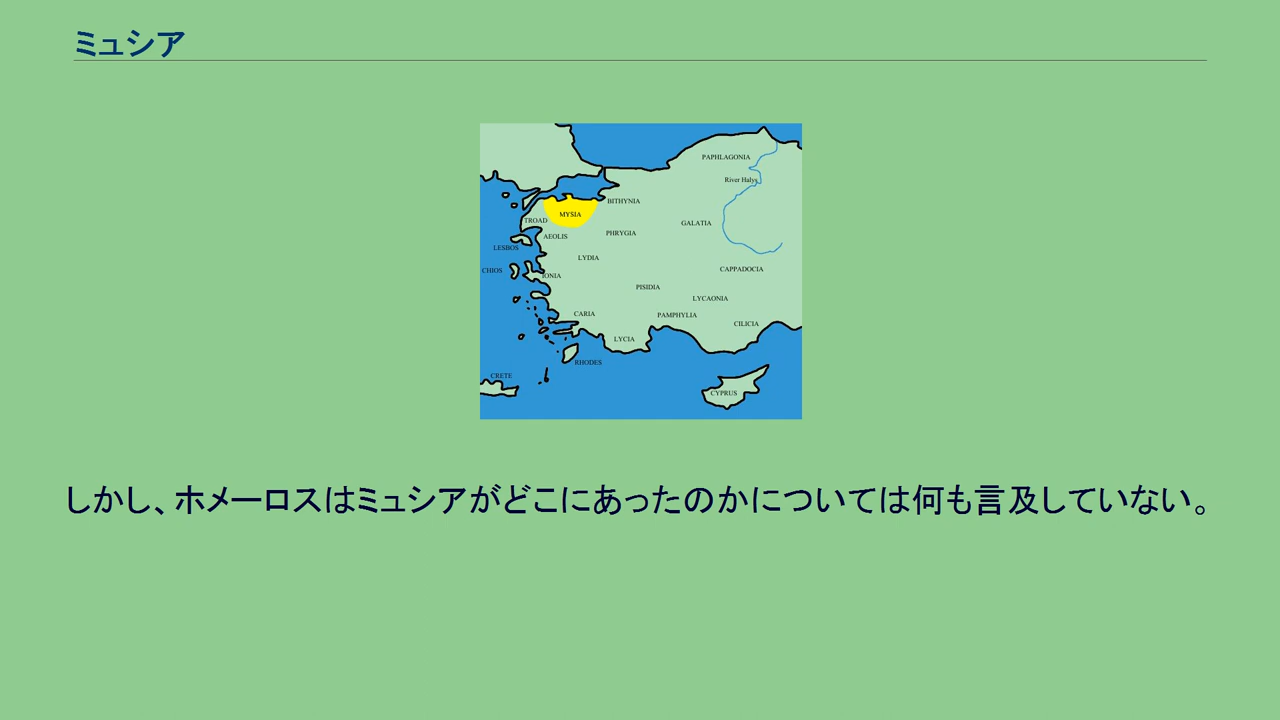 ミュシア
PAPHLAGONIA
River Halys
BITHYNIA
MYSIA
TROAD
GALATIA
AEOLIS
PHRYGIA
LESBOS
LYDIA
CHIOS
IONIA
CAPPADOCIA
PISIDIA
LYCAONIA
CARIA
PAMPHYLIA
CILICIA
LYCIA
RHODES
CRETE
CYPRUS
しかし、ホメーロスはミュシアがどこにあったのかについては何も言及していない。